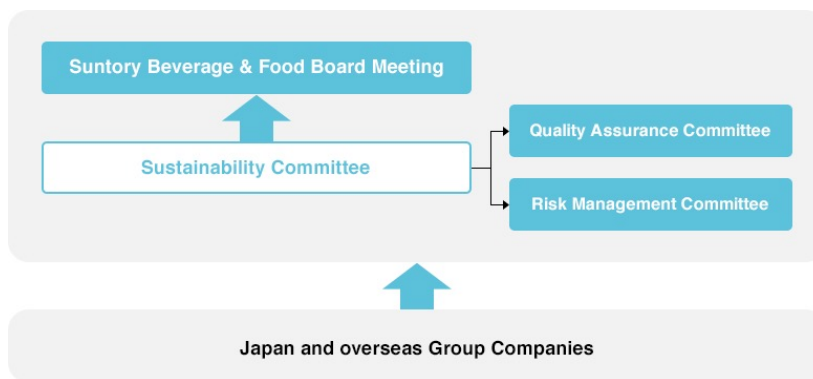 Suntory Beverage & Food Board Meeting
Sustainability Committee
Quality Assurance Committee
Risk Management Committee
Japan and overseas Group Companies